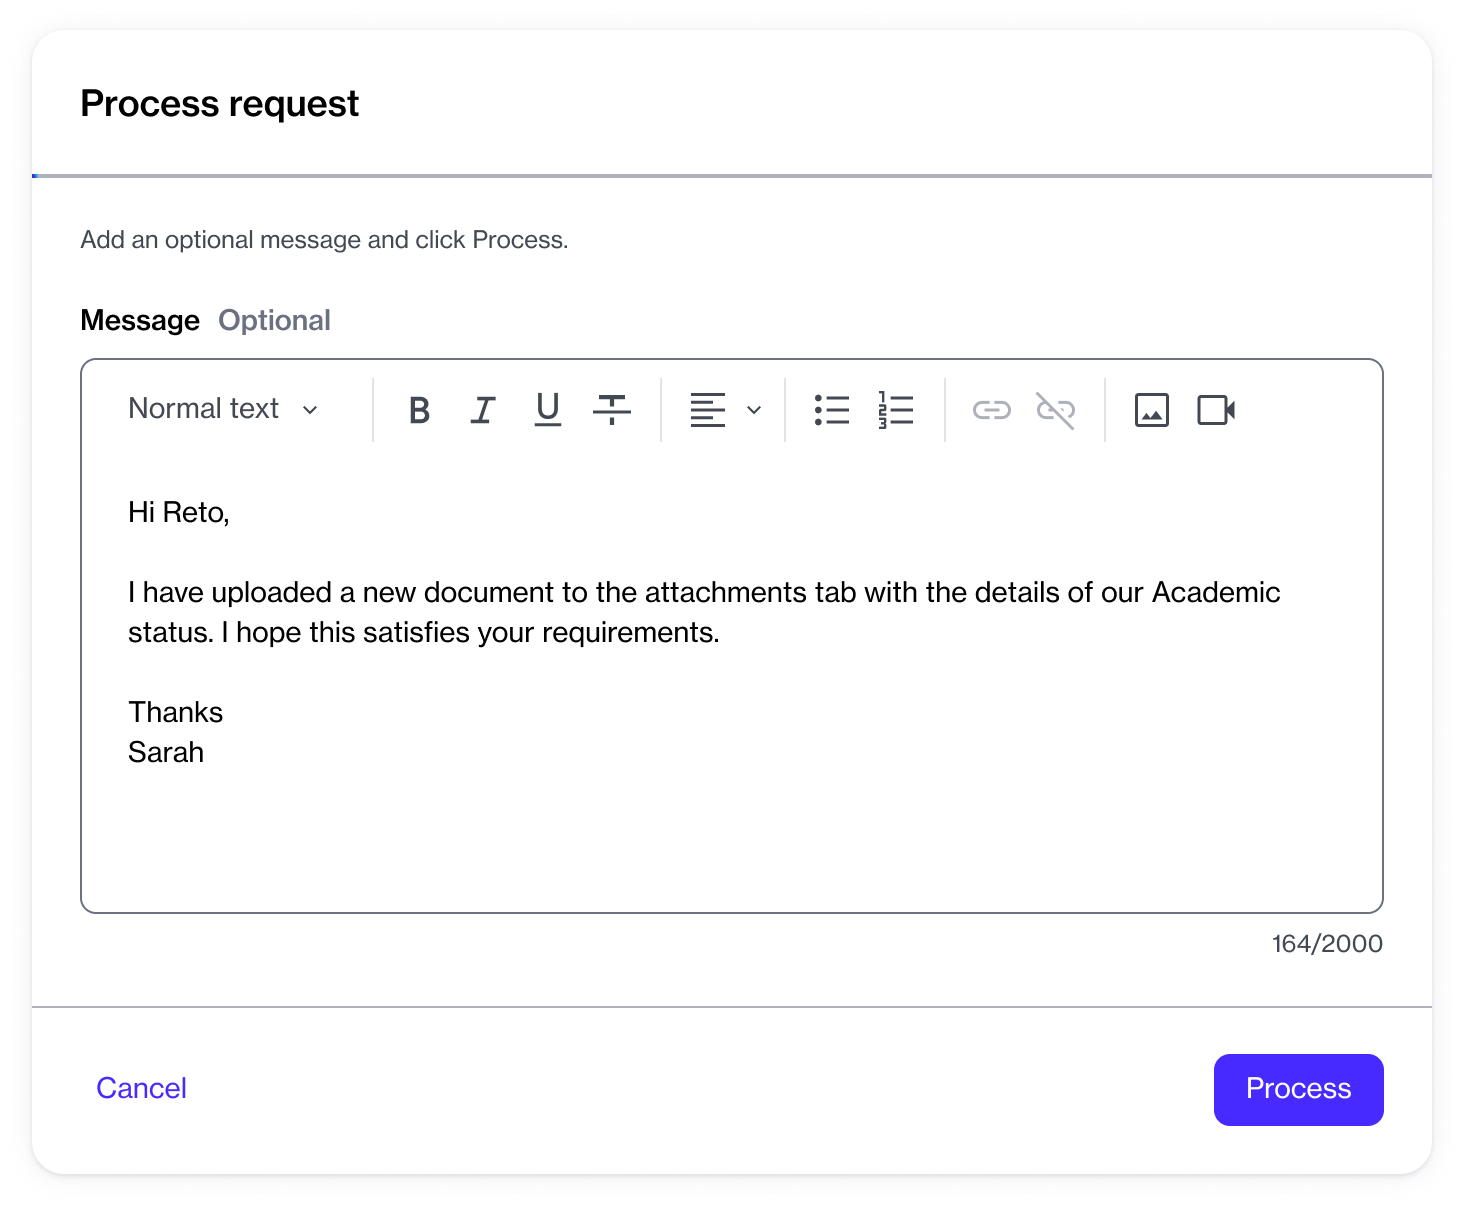 Process request
Add an optional message and click Process.
Message Optional
Normal text
Hi Reto,
I have uploaded a new document to the attachments tab with the details of our Academic
status. I hope this satisfies your requirements.
Thanks
Sarah
164/2000
Cancel
Process